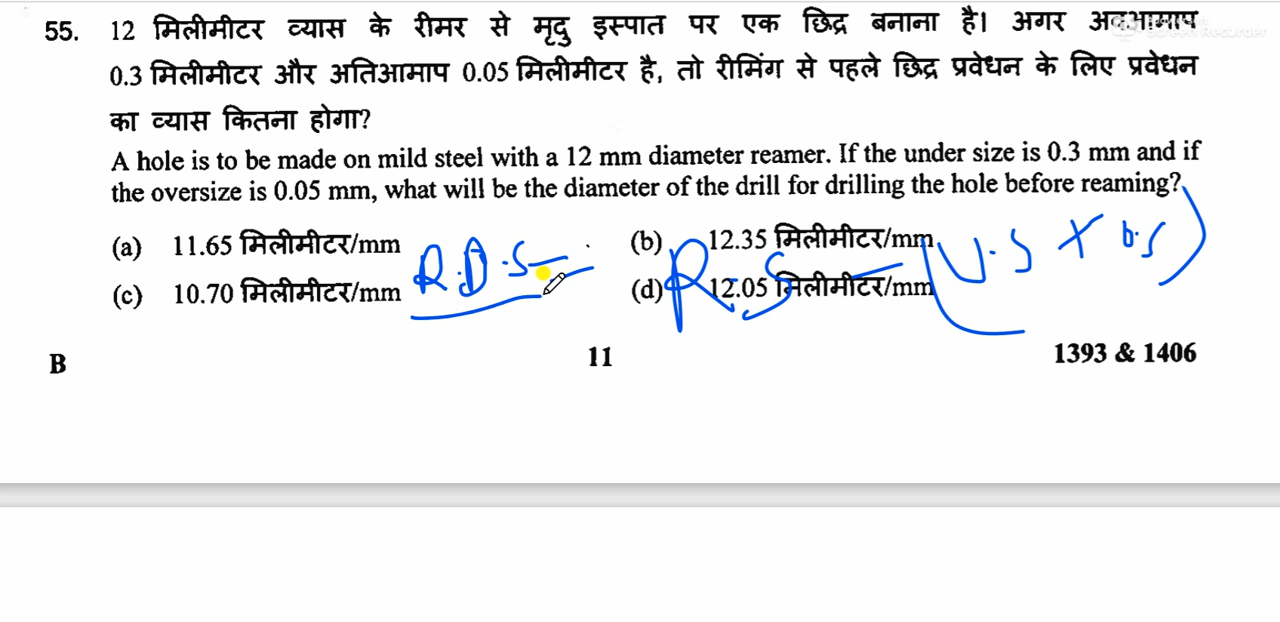 55. 12 मिलीमीटर व्यास के रीमर से मृदु इस्पात पर एक छिद्र बनाना है। अगर अवआमाप
Screen Recorder
0.3 मिलीमीटर और अतिआमाप 0.05 मिलीमीटर है, तो रीमिंग से पहले छिद्र प्रवेधन के लिए प्रवेधन
का व्यास कितना होगा?
A hole is to be made on mild steel with a 12 mm diameter reamer. If the under size is 0.3 mm and if
the oversize is 0.05 mm, what will be the diameter of the drill for drilling the hole before reaming?
(a) 11.65 मिलीमीटर/mm (b) 12.35 मिलीमीटर/mm
(c) 10.70 मिलीमीटर/mm (d) 12.05 मिलीमीटर/mm
R.D.S = R.S - (U.S + O.S)
B 11 1393 & 1406